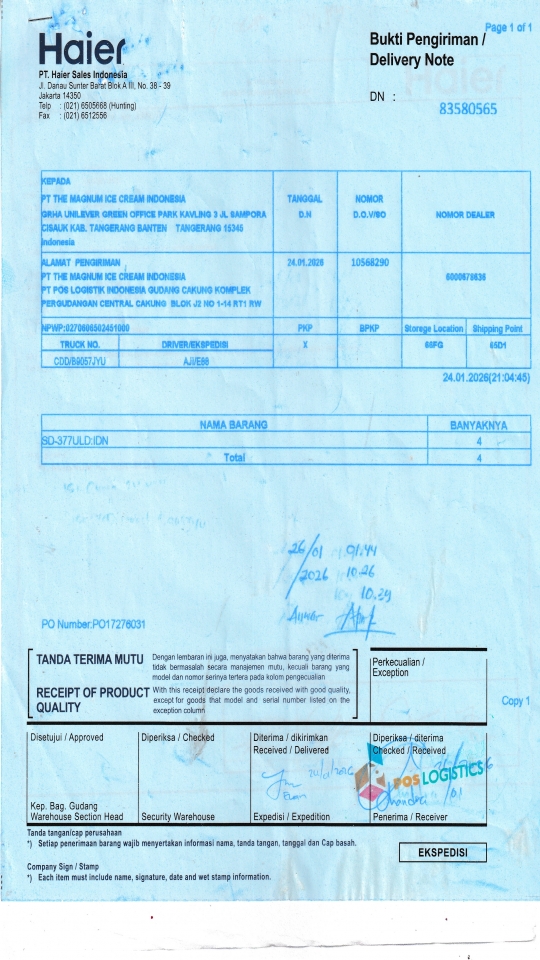 Page 1 of 1
Haier
Bukti Pengiriman /
Delivery Note
PT. Haier Sales Indonesia
Jl. Danau Sunter Barat Blok A III, No. 38 - 39
Jakarta 14350
Telp : (021) 6505668 (Hunting)
Fax : (021) 6512556
DN :
83580565
KEPADA
PT THE MAGNUM ICE CREAM INDONESIA
GRHA UNILEVER GREEN OFFICE PARK KAVLING 3 JL SAMPORA
CISAUK KAB. TANGERANG BANTEN TANGERANG 15345
Indonesia
TANGGAL
D.N
NOMOR
D.O.V/SO
NOMOR DEALER
ALAMAT PENGIRIMAN
PT THE MAGNUM ICE CREAM INDONESIA
PT POS LOGISTIK INDONESIA GUDANG CAKUNG KOMPLEK
PERGUDANGAN CENTRAL CAKUNG BLOK J2 NO 1-14 RT1 RW
24.01.2026
10568290
6000678636
NPWP:0270606502451000
PKP
BPKP
Storege Location
Shipping Point
TRUCK NO.
DRIVER/EKSPEDISI
X
66FG
65D1
CDD/B9057JYU
AJI/E68
24.01.2026(21:04:45)
NAMA BARANG
BANYAKNYA
SD-377ULD:IDN
4
Total
4
26/01
/2026
10.26
10.39
PO Number:PO17276031
TANDA TERIMA MUTU
Dengan lembaran ini juga, menyatakan bahwa barang yang diterima
tidak bermasalah secara manajemen mutu, kecuali barang yang
model dan nomor serinya tertera pada kolom pengecualian
RECEIPT OF PRODUCT
QUALITY
With this receipt declare the goods received with good quality,
except for goods that model and serial number listed on the
exception column
Perkecualian /
Exception
Copy 1
Disetujui / Approved
Diperiksa / Checked
Diterima / dikirimkan
Received / Delivered
Diperiksa / diterima
Checked / Received
POS LOGISTICS
Kep. Bag. Gudang
Warehouse Section Head
Security Warehouse
Expedisi / Expedition
Penerima / Receiver
Tanda tangan/cap perusahaan
*) Setiap penerimaan barang wajib menyertakan informasi nama, tanda tangan, tanggal dan Cap basah.
EKSPEDISI
Company Sign / Stamp
*) Each item must include name, signature, date and wet stamp information.